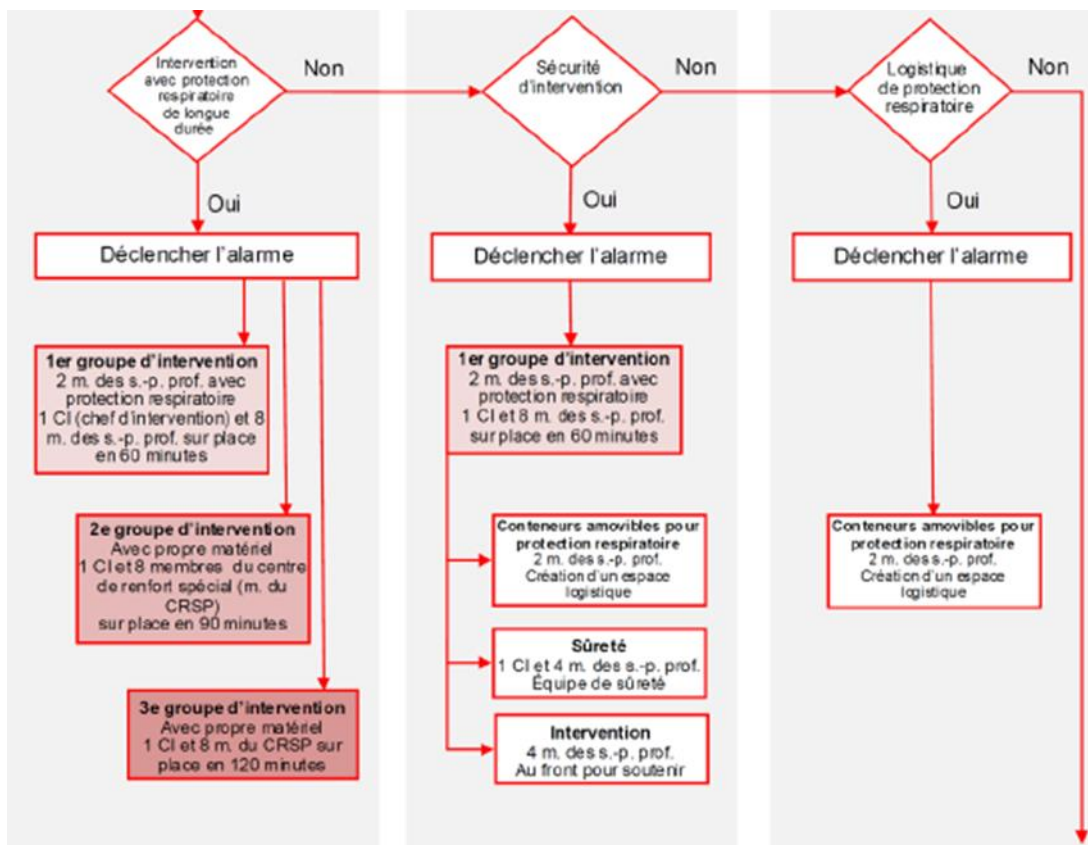 Intervention
avec protection
respiratoire
de longue
durée
Non
Oui
Déclencher l'alarme
1er groupe d'intervention
2 m. des s.-p. prof. avec
protection respiratoire
1 CI (chef d'intervention) et 8
m. des s.-p. prof. sur place
en 60 minutes
2e groupe d'intervention
Avec propre matériel
1 CI et 8 membres du centre
de renfort spécial (m. du
CRSP)
sur place en 90 minutes
3e groupe d'intervention
Avec propre matériel
1 CI et 8 m. du CRSP sur
place en 120 minutes
Sécurité
d'intervention
Non
Oui
Déclencher l'alarme
1er groupe d'intervention
2 m. des s.-p. prof. avec
protection respiratoire
1 CI et 8 m. des s.-p. prof.
sur place en 60 minutes
Conteneurs amovibles pour
protection respiratoire
2 m. des s.-p. prof.
Création d'un espace
logistique
Sûreté
1 CI et 4 m. des s.-p. prof.
Équipe de sûreté
Intervention
4 m. des s.-p. prof.
Au front pour soutenir
Logistique
de protection
respiratoire
Non
Oui
Déclencher l'alarme
Conteneurs amovibles pour
protection respiratoire
2 m. des s.-p. prof.
Création d'un espace
logistique